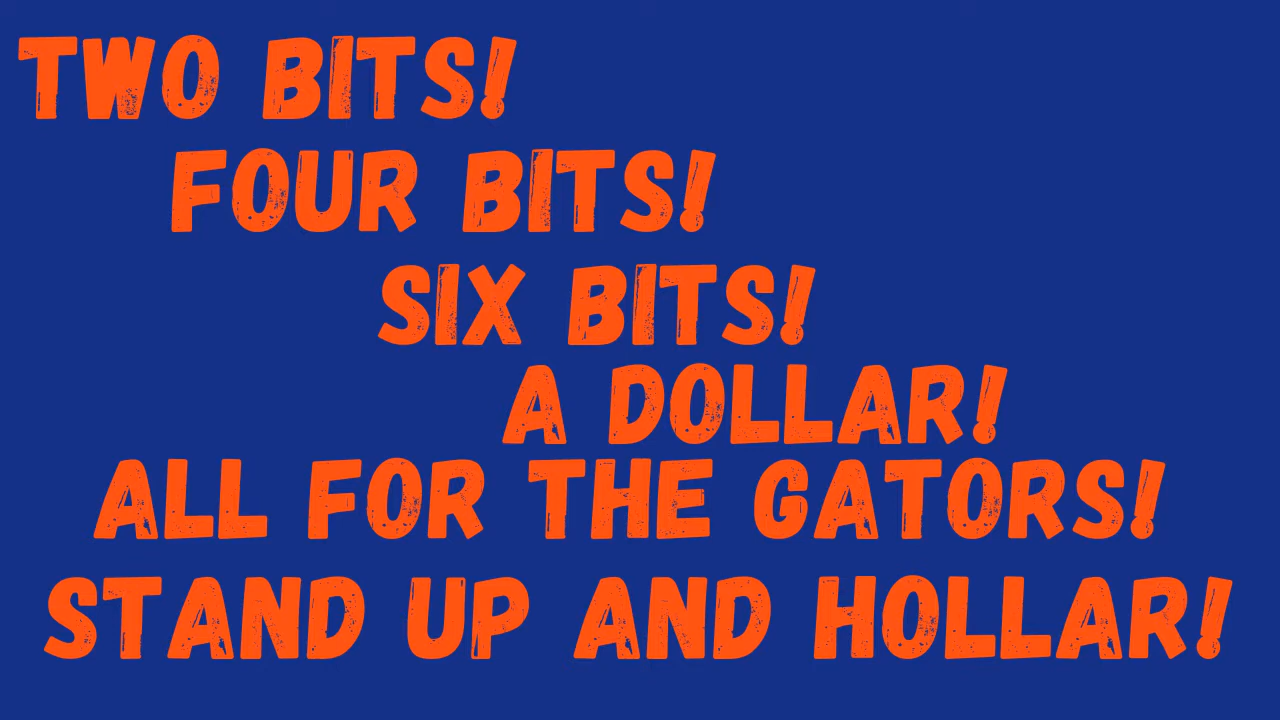 TWO BITS!
FOUR BITS!
SIX BITS!
A DOLLAR!
ALL FOR THE GATORS!
STAND UP AND HOLLAR!